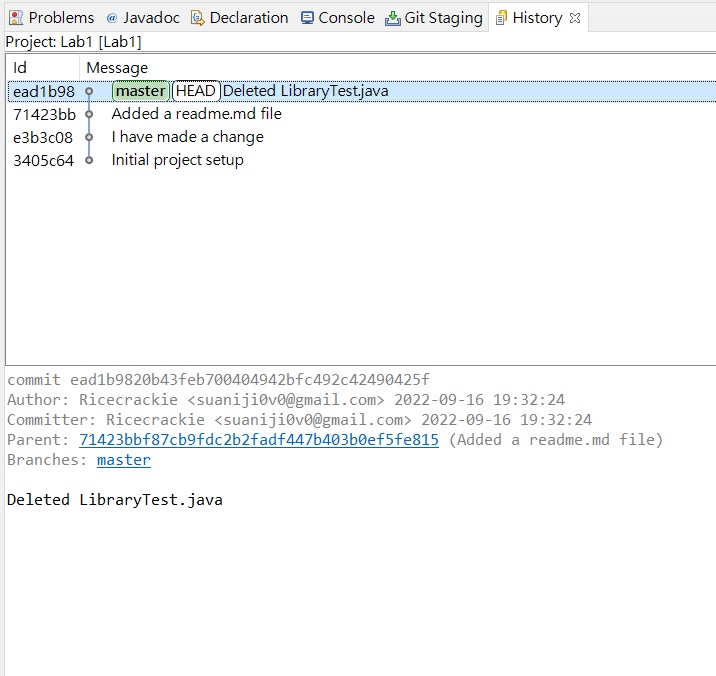 Problems @ Javadoc Declaration Console Git Staging History
Project: Lab1 [Lab1]
Id Message
ead1b98 master HEAD Deleted LibraryTest.java
71423bb Added a readme.md file
e3b3c08 I have made a change
3405c64 Initial project setup
commit ead1b9820b43feb700404942bfc492c42490425f
Author: Ricecrackie <suaniji0v0@gmail.com> 2022-09-16 19:32:24
Committer: Ricecrackie <suaniji0v0@gmail.com> 2022-09-16 19:32:24
Parent: 71423bbf87cb9fdc2b2fadf447b403b0ef5fe815 (Added a readme.md file)
Branches: master
Deleted LibraryTest.java